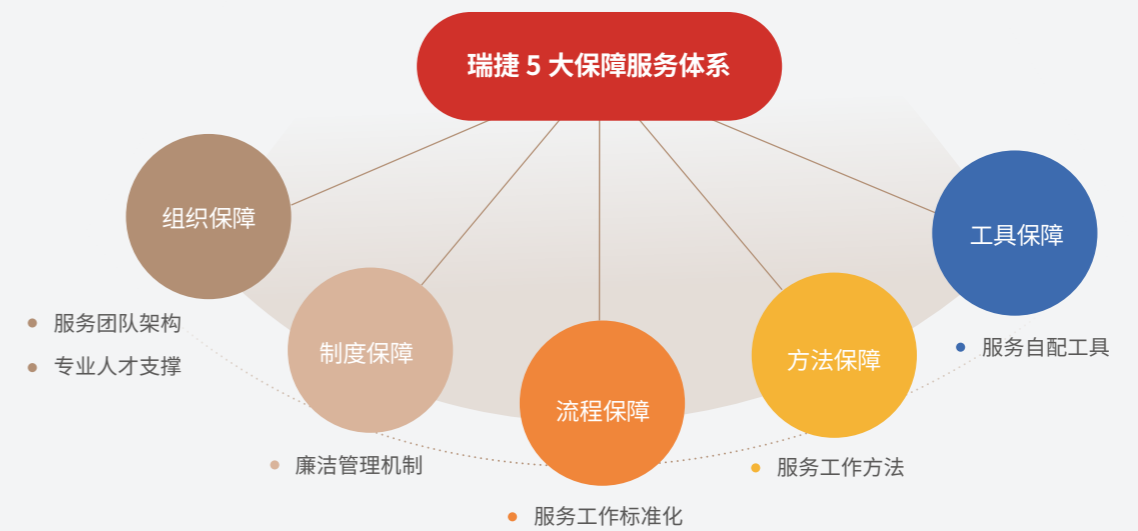 瑞捷 5 大保障服务体系
组织保障
服务团队架构
专业人才支撑
制度保障
廉洁管理机制
流程保障
服务工作标准化
方法保障
服务工作方法
工具保障
服务自配工具